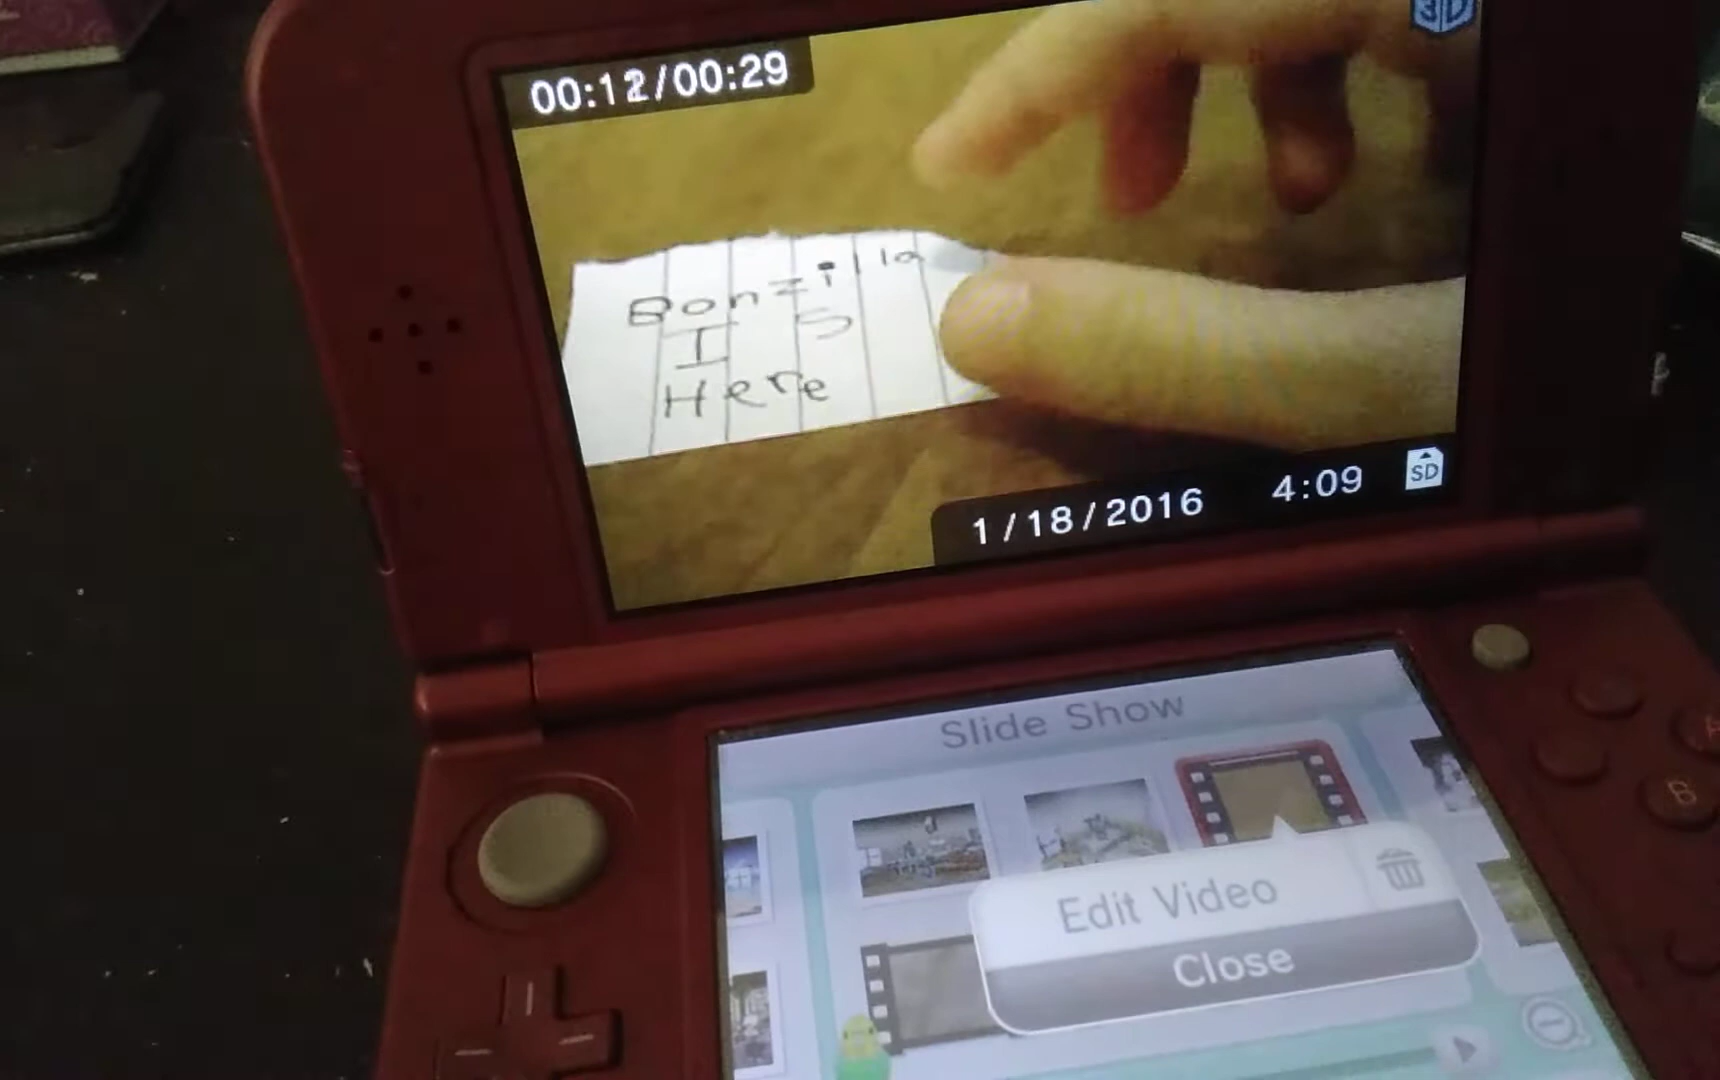 3D
00:12/00:29
Bonzilla
I S
Here
1/18/2016 4:09 SD
Slide Show
Edit Video
Close
A
B